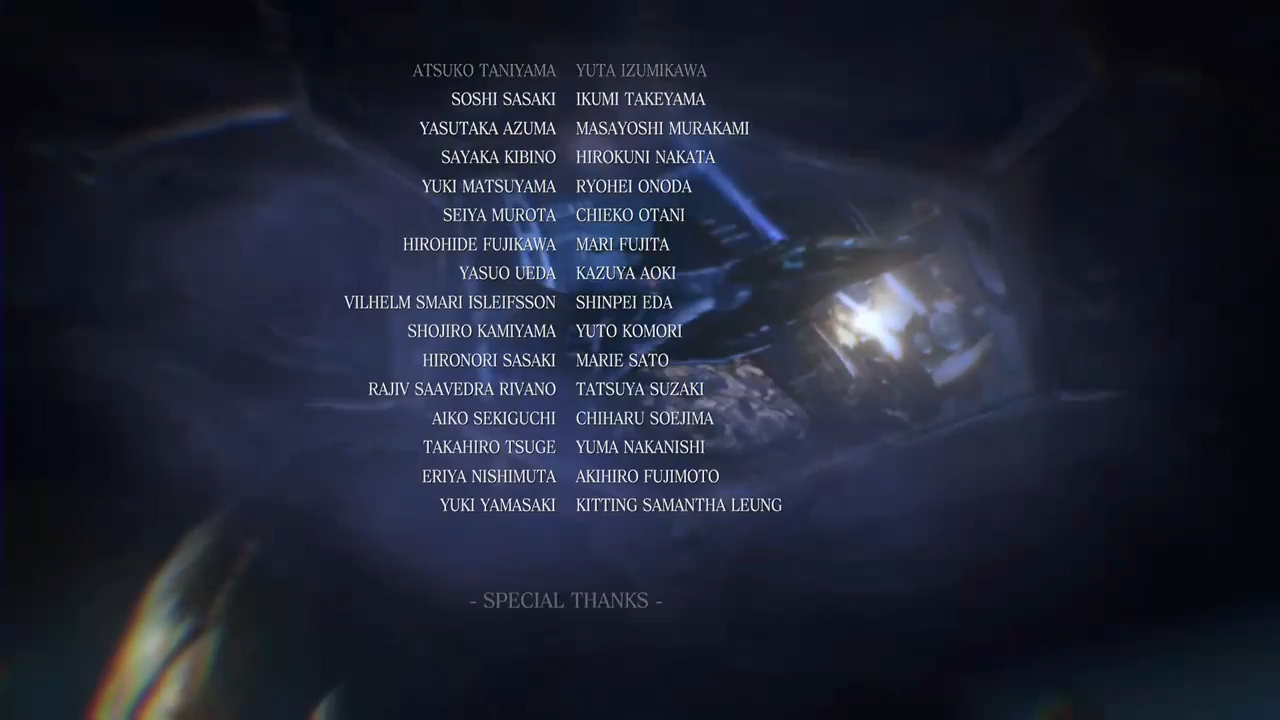 ATSUKO TANIYAMA YUTA IZUMIKAWA
SOSHI SASAKI IKUMI TAKEYAMA
YASUTAKA AZUMA MASAYOSHI MURAKAMI
SAYAKA KIBINO HIROKUNI NAKATA
YUKI MATSUYAMA RYOHEI ONODA
SEIYA MUROTA CHIEKO OTANI
HIROHIDE FUJIKAWA MARI FUJITA
YASUO UEDA KAZUYA AOKI
VILHELM SMARI ISLEIFSSON SHINPEI EDA
SHOJIRO KAMIYAMA YUTO KOMORI
HIRONORI SASAKI MARIE SATO
RAJIV SAAVEDRA RIVANO TATSUYA SUZAKI
AIKO SEKIGUCHI CHIHARU SOEJIMA
TAKAHIRO TSUGE YUMA NAKANISHI
ERIYA NISHIMUTA AKIHIRO FUJIMOTO
YUKI YAMASAKI KITTING SAMANTHA LEUNG
- SPECIAL THANKS -